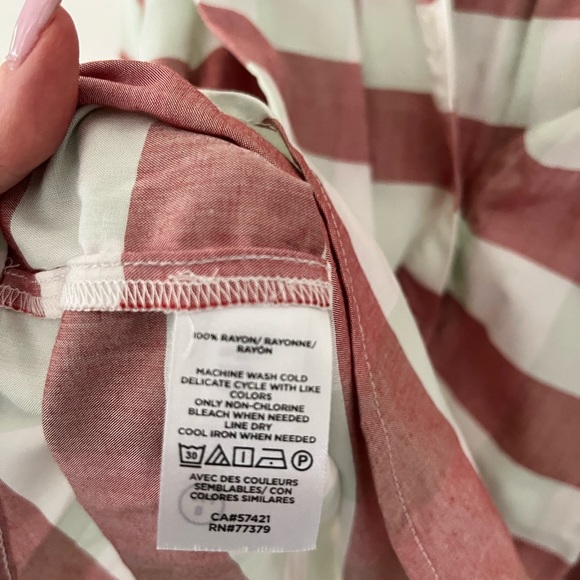 100% RAYON/ RAYONNE/
RAYÓN
MACHINE WASH COLD
DELICATE CYCLE WITH LIKE
COLORS
ONLY NON-CHLORINE
BLEACH WHEN NEEDED
LINE DRY
COOL IRON WHEN NEEDED
30 P
AVEC DES COULEURS
SEMBLABLES/ CON
COLORES SIMILARES
CA#57421
RN#77379